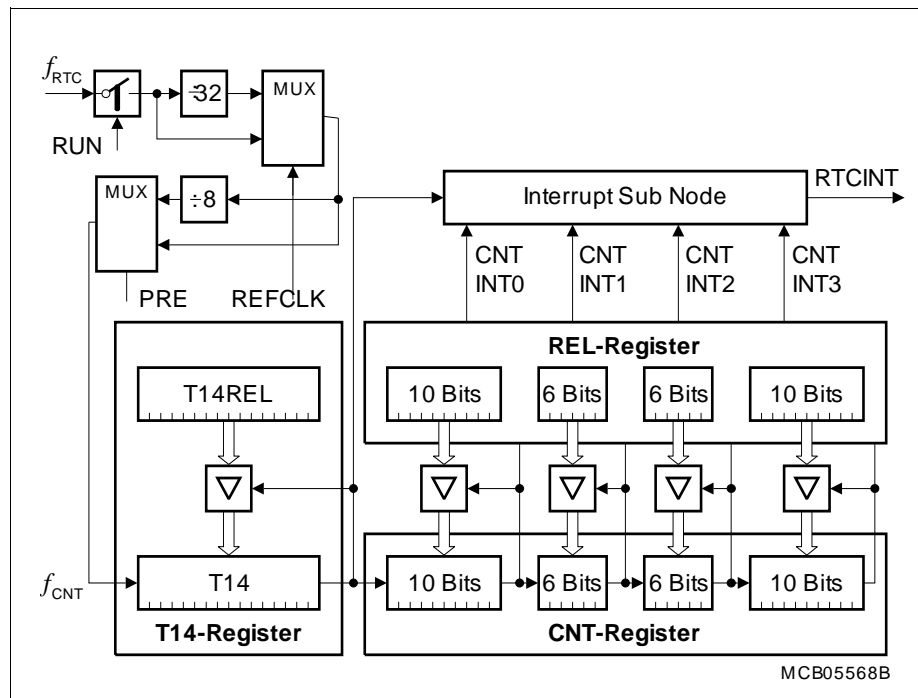 fRTC
÷32
MUX
RUN
MUX
÷8
Interrupt Sub Node
RTCINT
CNT INT0
CNT INT1
CNT INT2
CNT INT3
PRE
REFCLK
REL-Register
T14REL
10 Bits
6 Bits
6 Bits
10 Bits
fCNT
T14
10 Bits
6 Bits
6 Bits
10 Bits
T14-Register
CNT-Register
MCB05568B